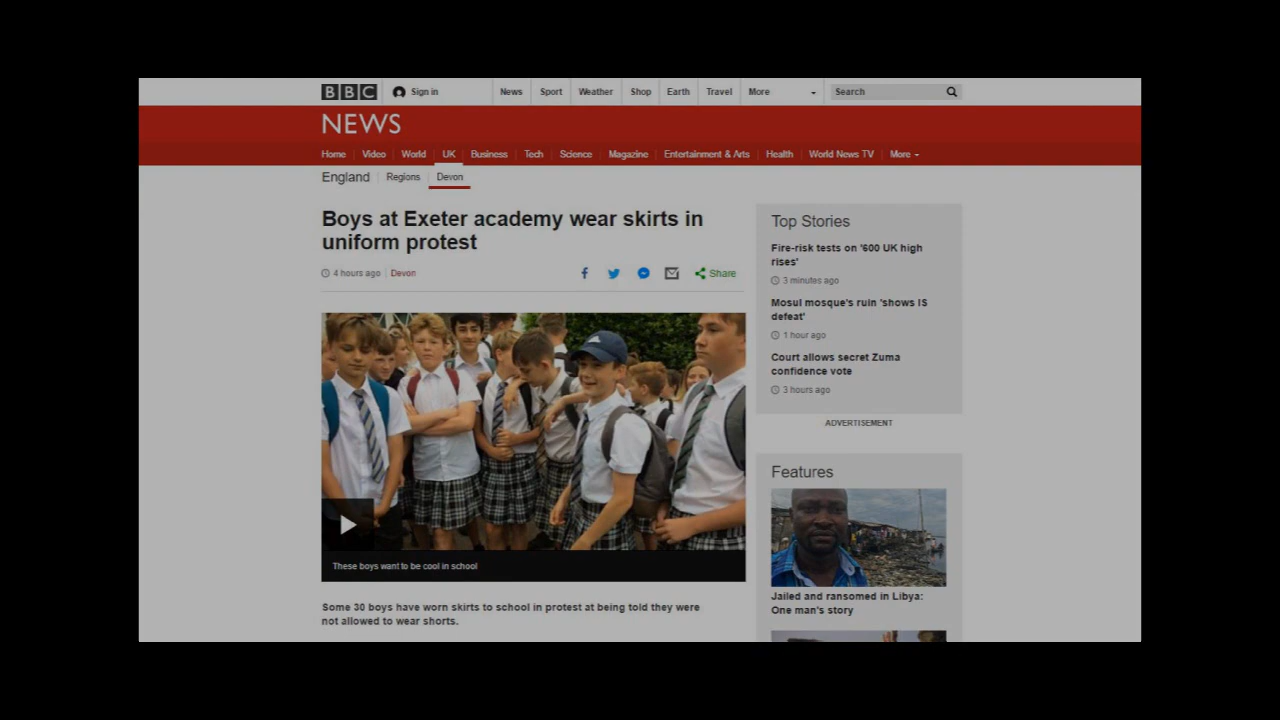 BBC Sign in News Sport Weather Shop Earth Travel More Search
NEWS
Home Video World UK Business Tech Science Magazine Entertainment & Arts Health World News TV More
England Regions Devon
Boys at Exeter academy wear skirts in
uniform protest
4 hours ago Devon
Share
These boys want to be cool in school
Some 30 boys have worn skirts to school in protest at being told they were
not allowed to wear shorts.
Top Stories
Fire-risk tests on '600 UK high
rises'
3 minutes ago
Mosul mosque's ruin 'shows IS
defeat'
1 hour ago
Court allows secret Zuma
confidence vote
3 hours ago
ADVERTISEMENT
Features
Jailed and ransomed in Libya:
One man's story